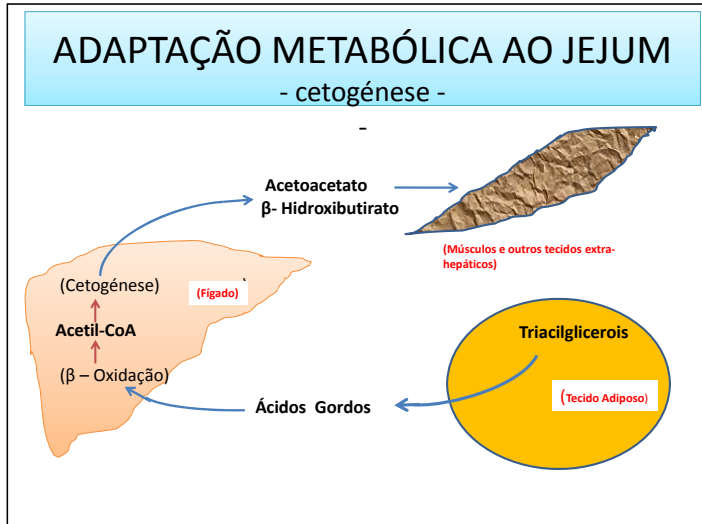 ADAPTAÇÃO METABÓLICA AO JEJUM
- cetogénese -
-
Acetoacetato
β- Hidroxibutirato
(Músculos e outros tecidos extra-
hepáticos)
(Cetogénese)
(Fígado)
)
Acetil-CoA
(β – Oxidação)
Ácidos Gordos
Triacilglicerois
(Tecido Adiposo)